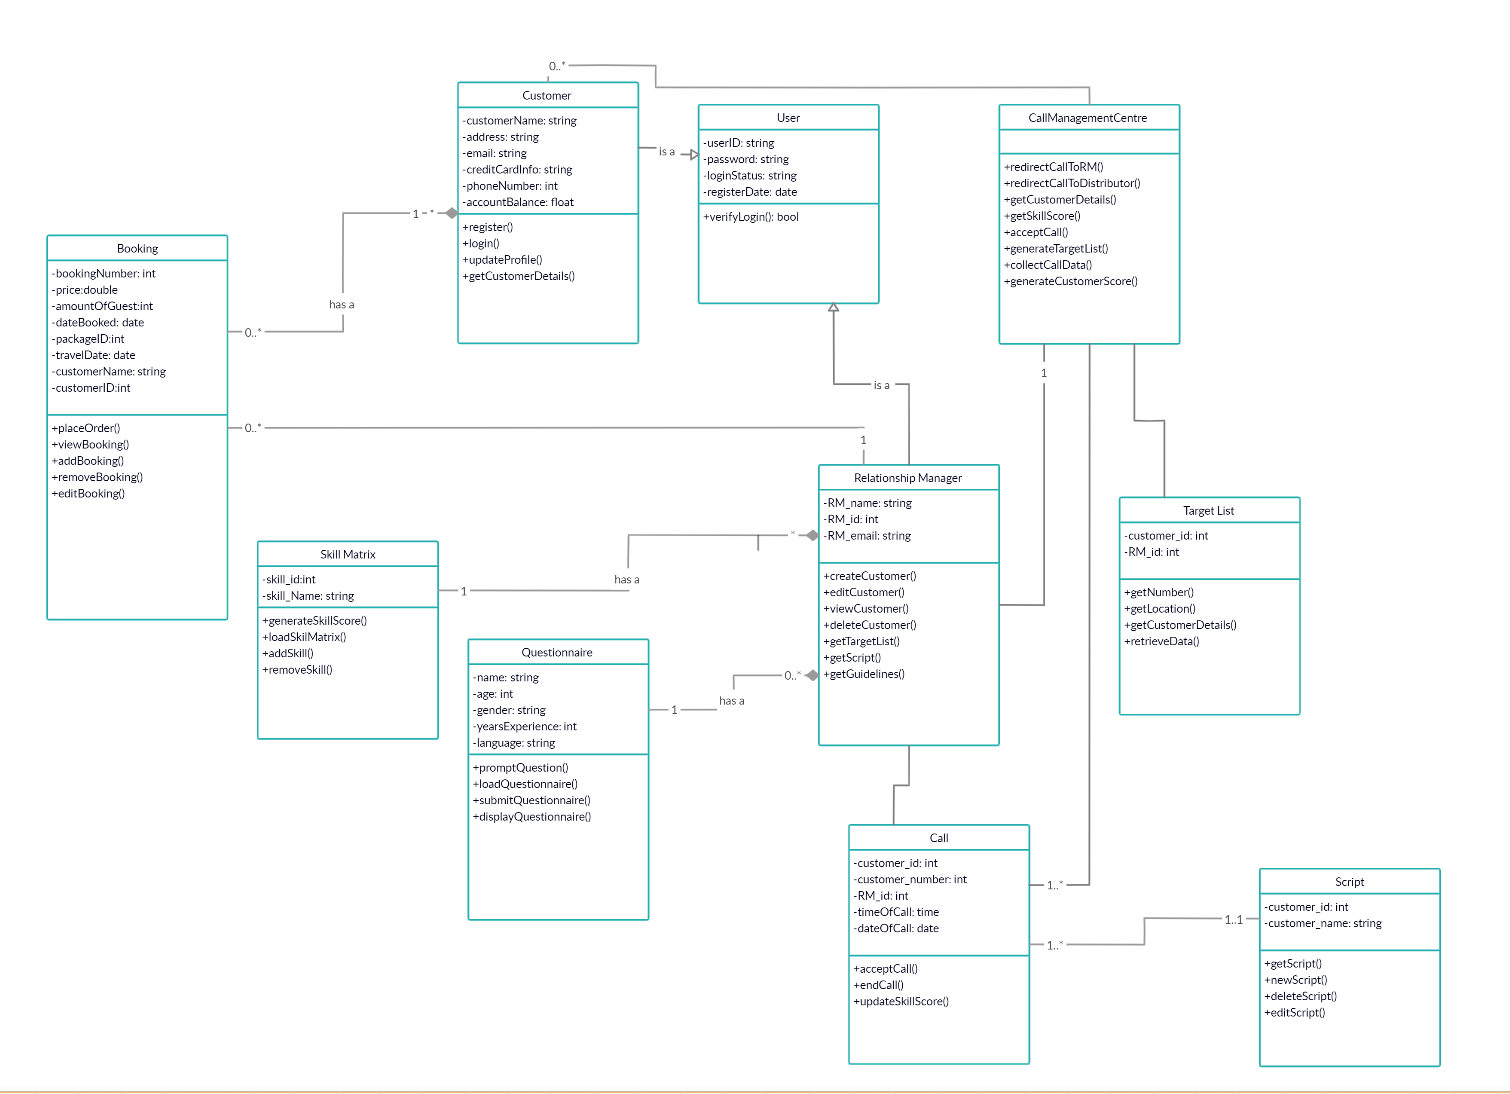 0..*
Customer
-customerName: string
-address: string
-email: string
-creditCardInfo: string
-phoneNumber: int
-accountBalance: float
+register()
+login()
+updateProfile()
+getCustomerDetails()
is a
User
-userID: string
-password: string
-loginStatus: string
-registerDate: date
+verifyLogin(): bool
CallManagementCentre
+redirectCallToRM()
+redirectCallToDistributor()
+getCustomerDetails()
+getSkillScore()
+acceptCall()
+generateTargetList()
+collectCallData()
+generateCustomerScore()
1 - *
has a
0..*
Booking
-bookingNumber: int
-price:double
-amountOfGuest:int
-dateBooked: date
-packageID:int
-travelDate: date
-customerName: string
-customerID:int
+placeOrder()
+viewBooking()
+addBooking()
+removeBooking()
+editBooking()
0..*
1
is a
1
Relationship Manager
-RM_name: string
-RM_id: int
-RM_email: string
+createCustomer()
+editCustomer()
+viewCustomer()
+deleteCustomer()
+getTargetList()
+getScript()
+getGuidelines()
Target List
-customer_id: int
-RM_id: int
+getNumber()
+getLocation()
+getCustomerDetails()
+retrieveData()
Skill Matrix
-skill_id:int
-skill_Name: string
+generateSkillScore()
+loadSkilMatrix()
+addSkill()
+removeSkill()
1
has a
*
Questionnaire
-name: string
-age: int
-gender: string
-yearsExperience: int
-language: string
+promptQuestion()
+loadQuestionnaire()
+submitQuestionnaire()
+displayQuestionnaire()
1
has a
0..*
Call
-customer_id: int
-customer_number: int
-RM_id: int
-timeOfCall: time
-dateOfCall: date
+acceptCall()
+endCall()
+updateSkillScore()
1..*
1..*
1..1
Script
-customer_id: int
-customer_name: string
+getScript()
+newScript()
+deleteScript()
+editScript()